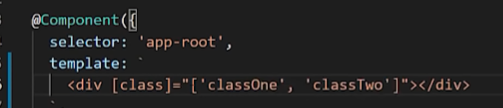 @Component({
selector: 'app-root',
template: `
<div [class]="['classOne', 'classTwo']"></div>
`